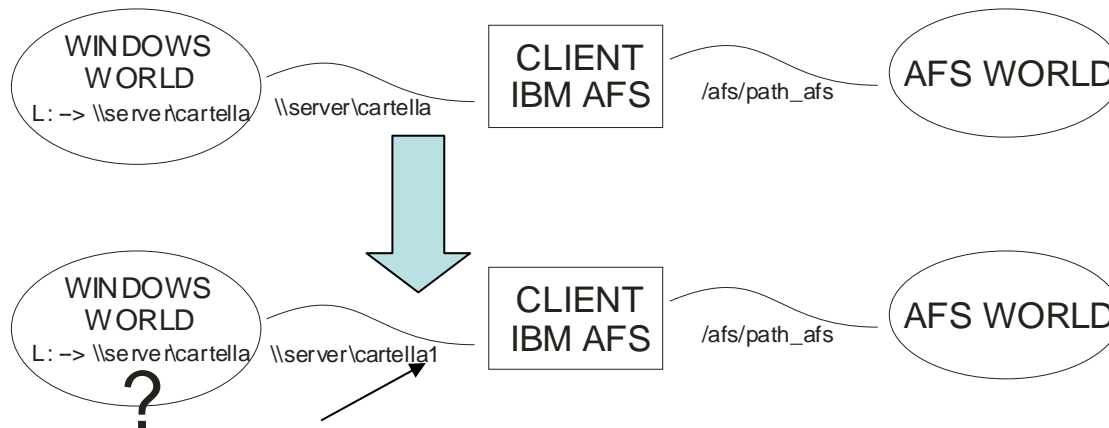 WINDOWS
WORLD
L: --> \\server\cartella
\\server\cartella
CLIENT
IBM AFS
/afs/path_afs
AFS WORLD
WINDOWS
WORLD
L: --> \\server\cartella
?
\\server\cartella1
CLIENT
IBM AFS
/afs/path_afs
AFS WORLD